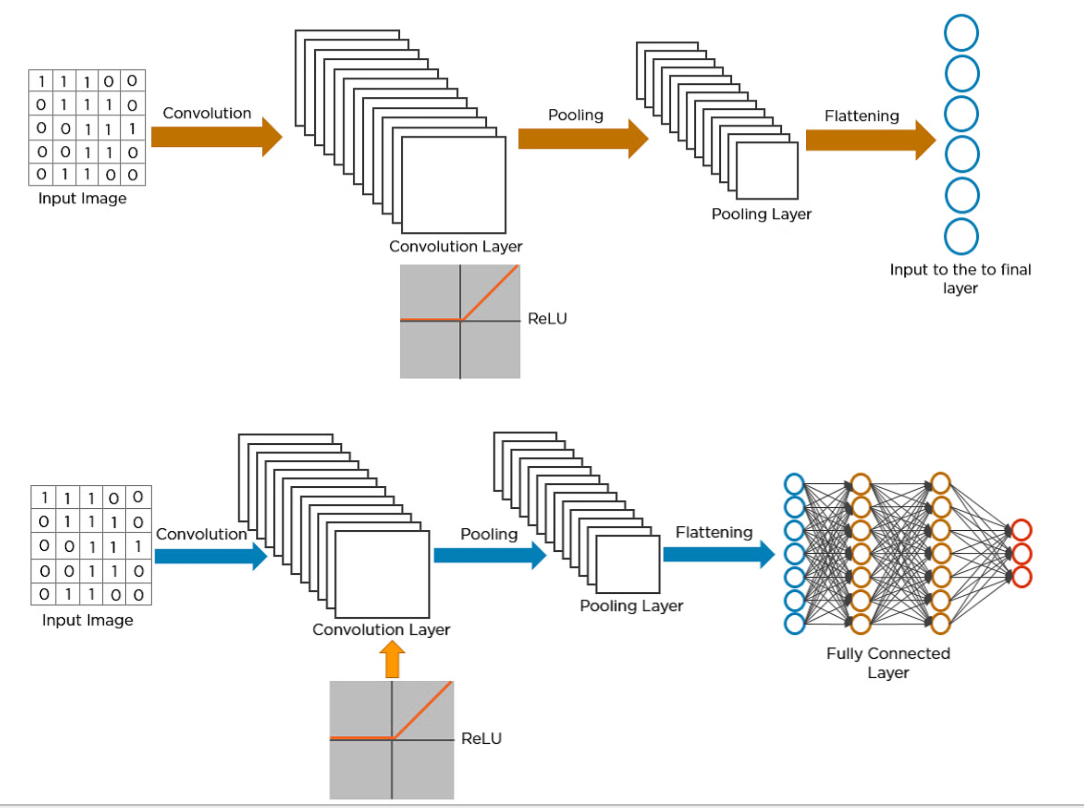 1 1 1 0 0
0 1 1 1 0
0 0 1 1 1
0 0 1 1 0
0 1 1 0 0
Input Image
Convolution
Convolution Layer
ReLU
Pooling
Pooling Layer
Flattening
Input to the to final
layer
1 1 1 0 0
0 1 1 1 0
0 0 1 1 1
0 0 1 1 0
0 1 1 0 0
Input Image
Convolution
Convolution Layer
ReLU
Pooling
Pooling Layer
Flattening
Fully Connected
Layer